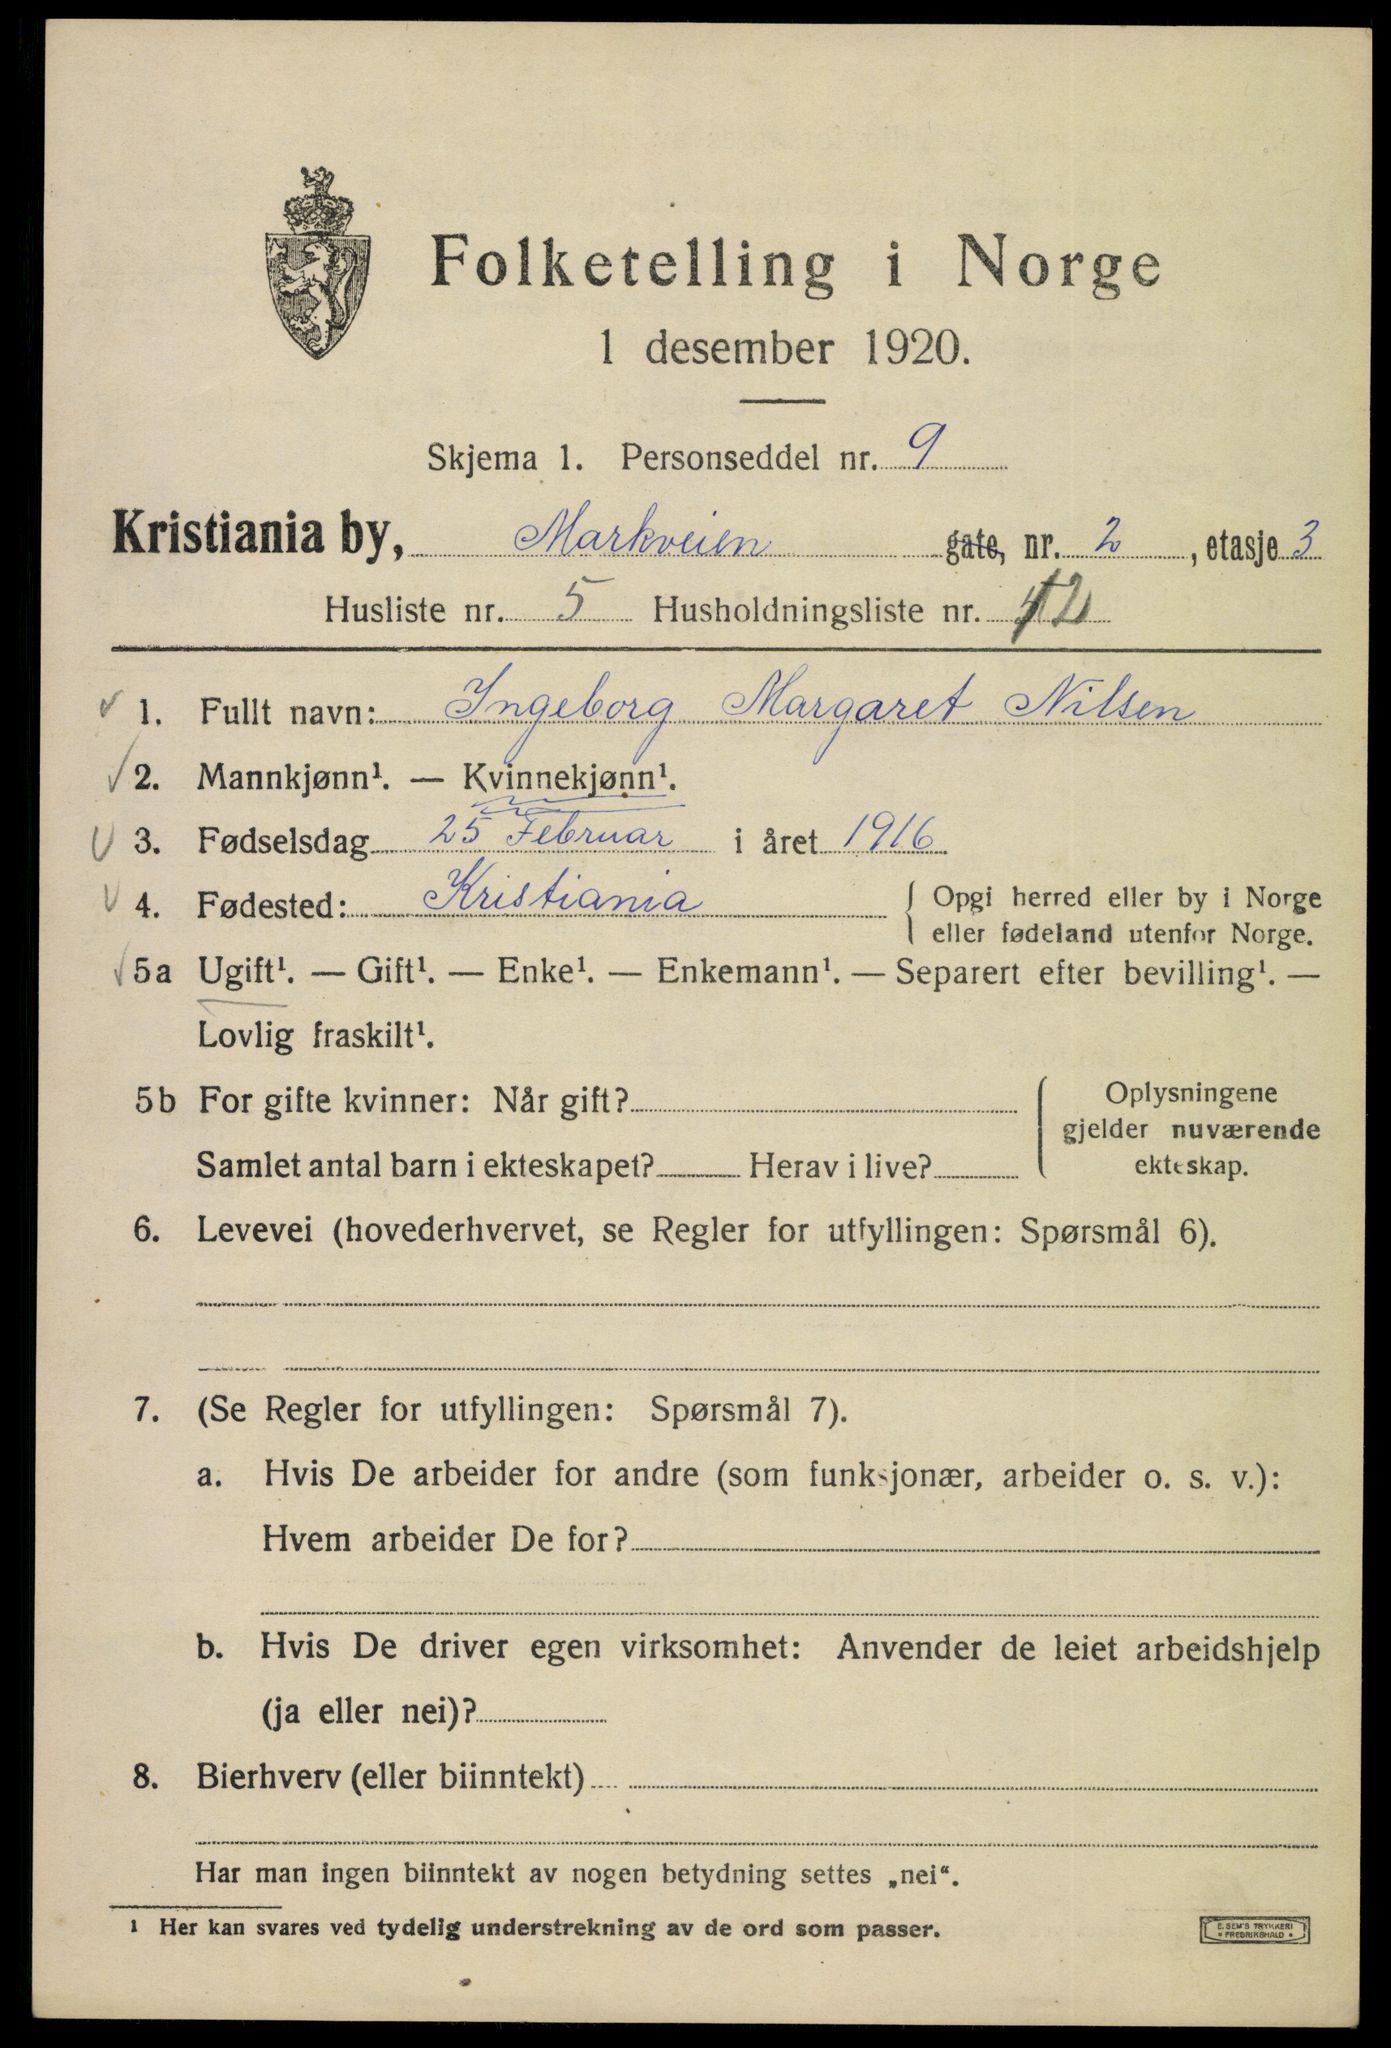 Folketelling i Norge
1 desember 1920.
Skjema 1. Personseddel nr. 9
Kristiania by, Markveien gate, nr. 2, etasje 3
Husliste nr. 5 Husholdningsliste nr. 12
1. Fullt navn: Ingeborg Margaret Nilsen
2. Mannkjønn¹. — Kvinnekjønn¹.
3. Fødselsdag 25 Februar i året 1916
4. Fødested: Kristiania { Opgi herred eller by i Norge
eller fødeland utenfor Norge.
5a Ugift¹. — Gift¹. — Enke¹. — Enkemann¹. — Separert efter bevilling¹. —
Lovlig fraskilt¹.
5b For gifte kvinner: Når gift?
Samlet antal barn i ekteskapet? Herav i live?
Oplysningene
gjelder nuværende
ekteskap.
6. Levevei (hovederhvervet, se Regler for utfyllingen: Spørsmål 6).
7. (Se Regler for utfyllingen: Spørsmål 7).
a. Hvis De arbeider for andre (som funksjonær, arbeider o. s. v.):
Hvem arbeider De for?
b. Hvis De driver egen virksomhet: Anvender de leiet arbeidshjelp
(ja eller nei)?
8. Bierhverv (eller biinntekt)
Har man ingen biinntekt av nogen betydning settes „nei“.
1 Her kan svares ved tydelig understrekning av de ord som passer.
E. SEM'S TRYKKERI
* FREDRIKSHALD *